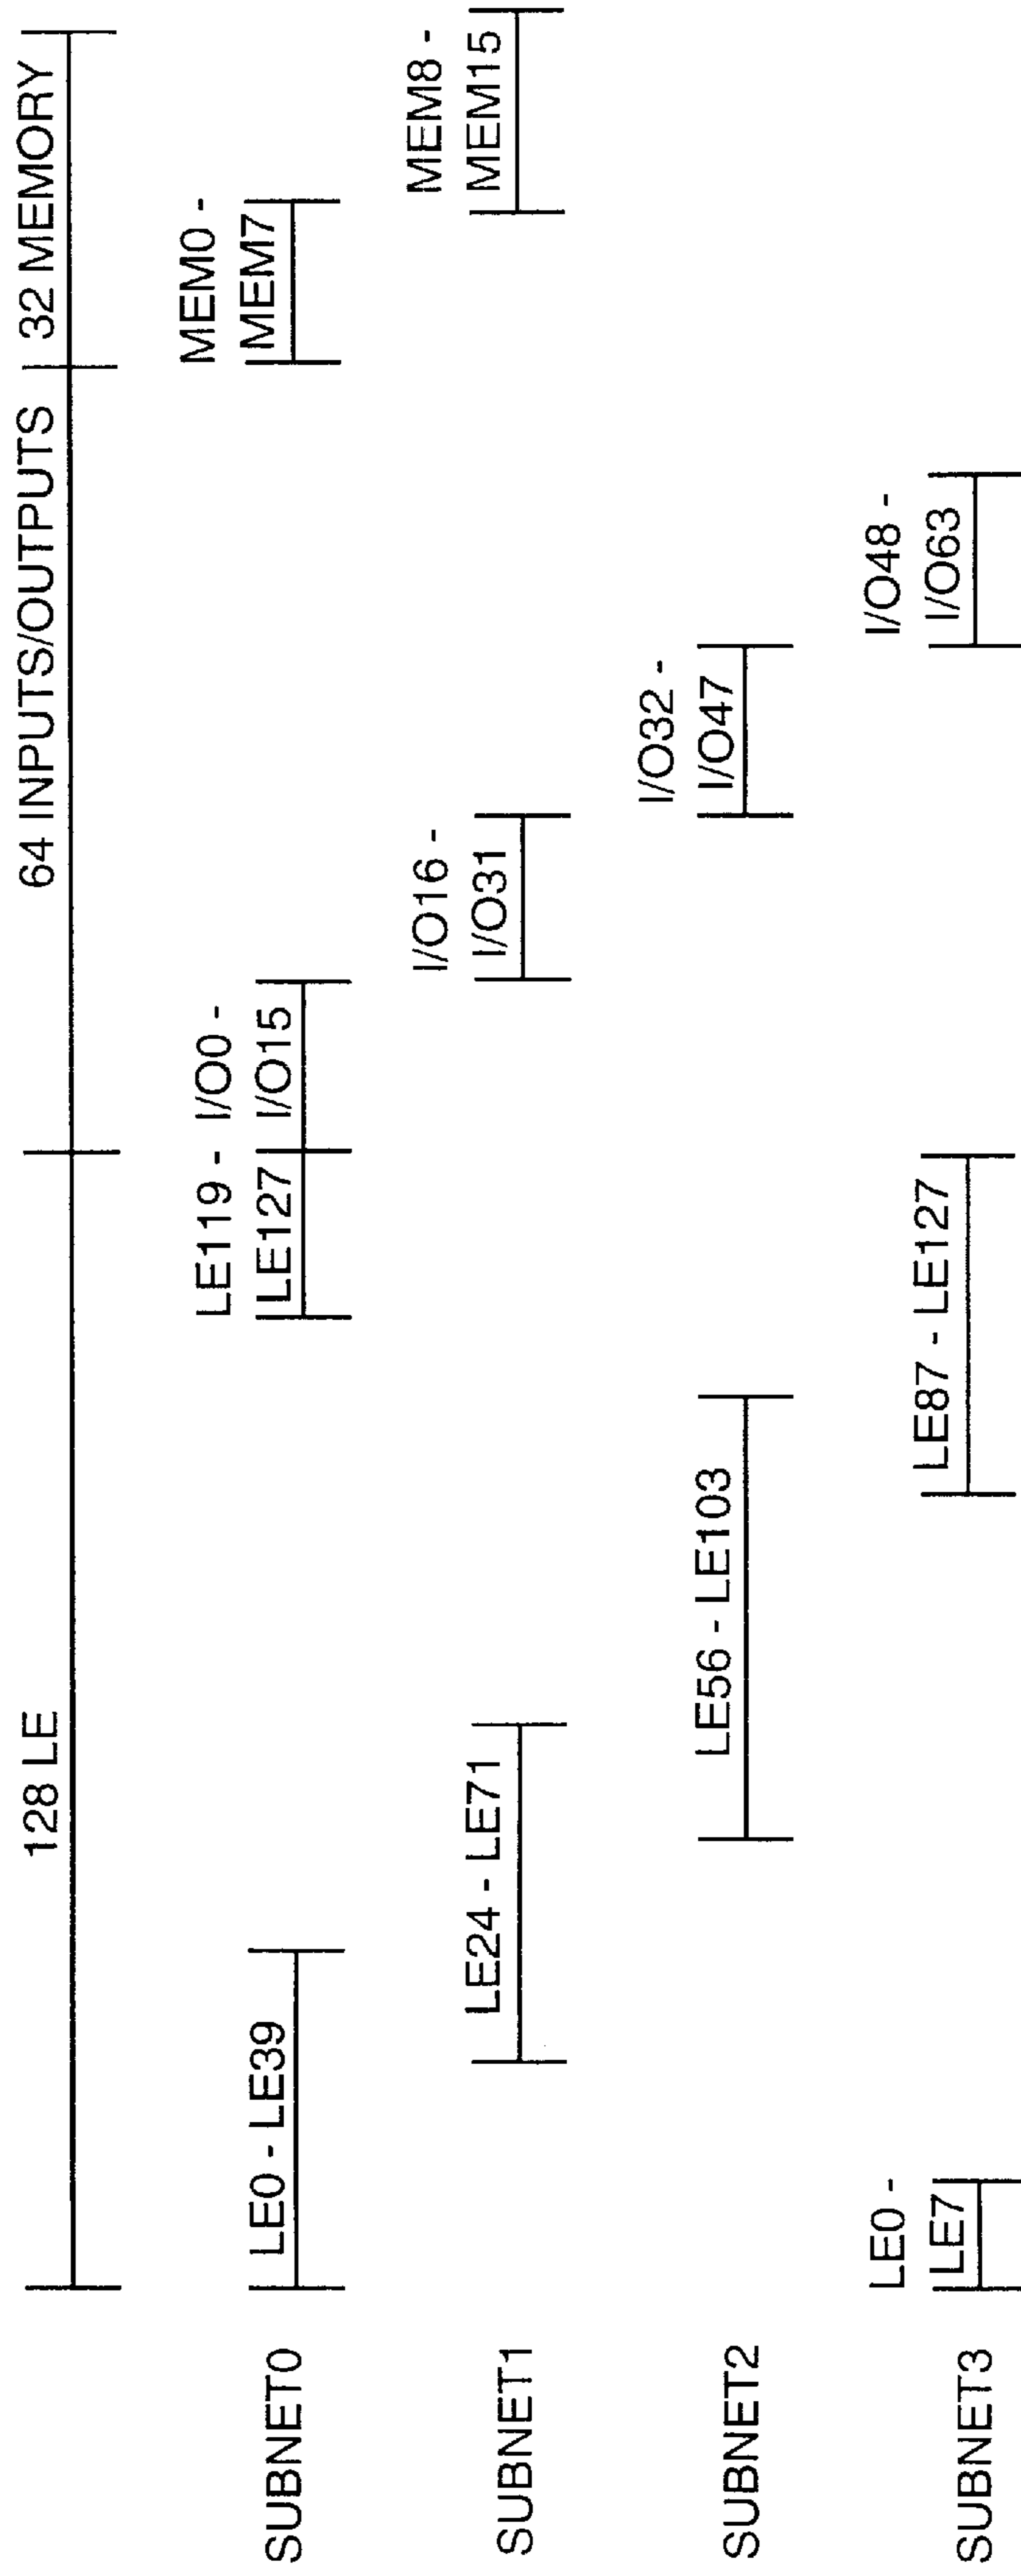 128 LE
64 INPUTS/OUTPUTS
32 MEMORY
SUBNET0
LE0 - LE39
LE119 -
LE127
I/O0 -
I/O15
MEM0 -
MEM7
SUBNET1
LE24 - LE71
I/O16 -
I/O31
MEM8 -
MEM15
SUBNET2
LE56 - LE103
I/O32 -
I/O47
SUBNET3
LE0 -
LE7
LE87 - LE127
I/O48 -
I/O63